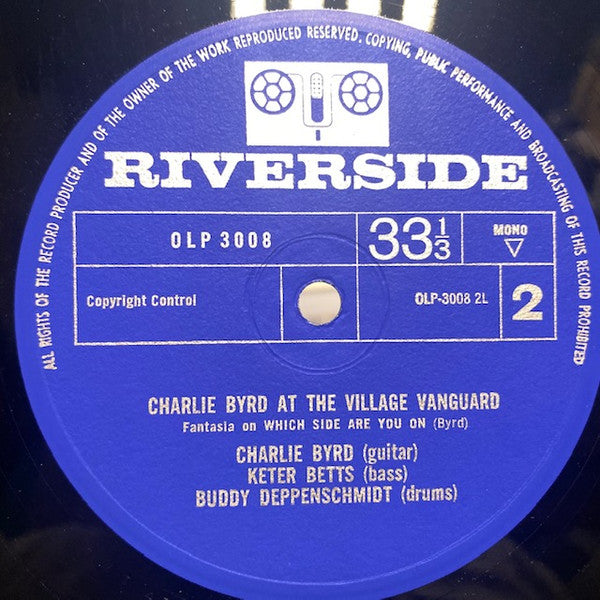 ALL RIGHTS OF THE RECORD PRODUCER AND OF THE OWNER OF THE WORK REPRODUCED RESERVED. COPYING, PUBLIC PERFORMANCE AND BROADCASTING OF THIS RECORD PROHIBITED
RIVERSIDE
OLP 3008
33 1/3
MONO
Copyright Control
OLP-3008 2L
2
CHARLIE BYRD AT THE VILLAGE VANGUARD
Fantasia on WHICH SIDE ARE YOU ON (Byrd)
CHARLIE BYRD (guitar)
KETER BETTS (bass)
BUDDY DEPPENSCHMIDT (drums)